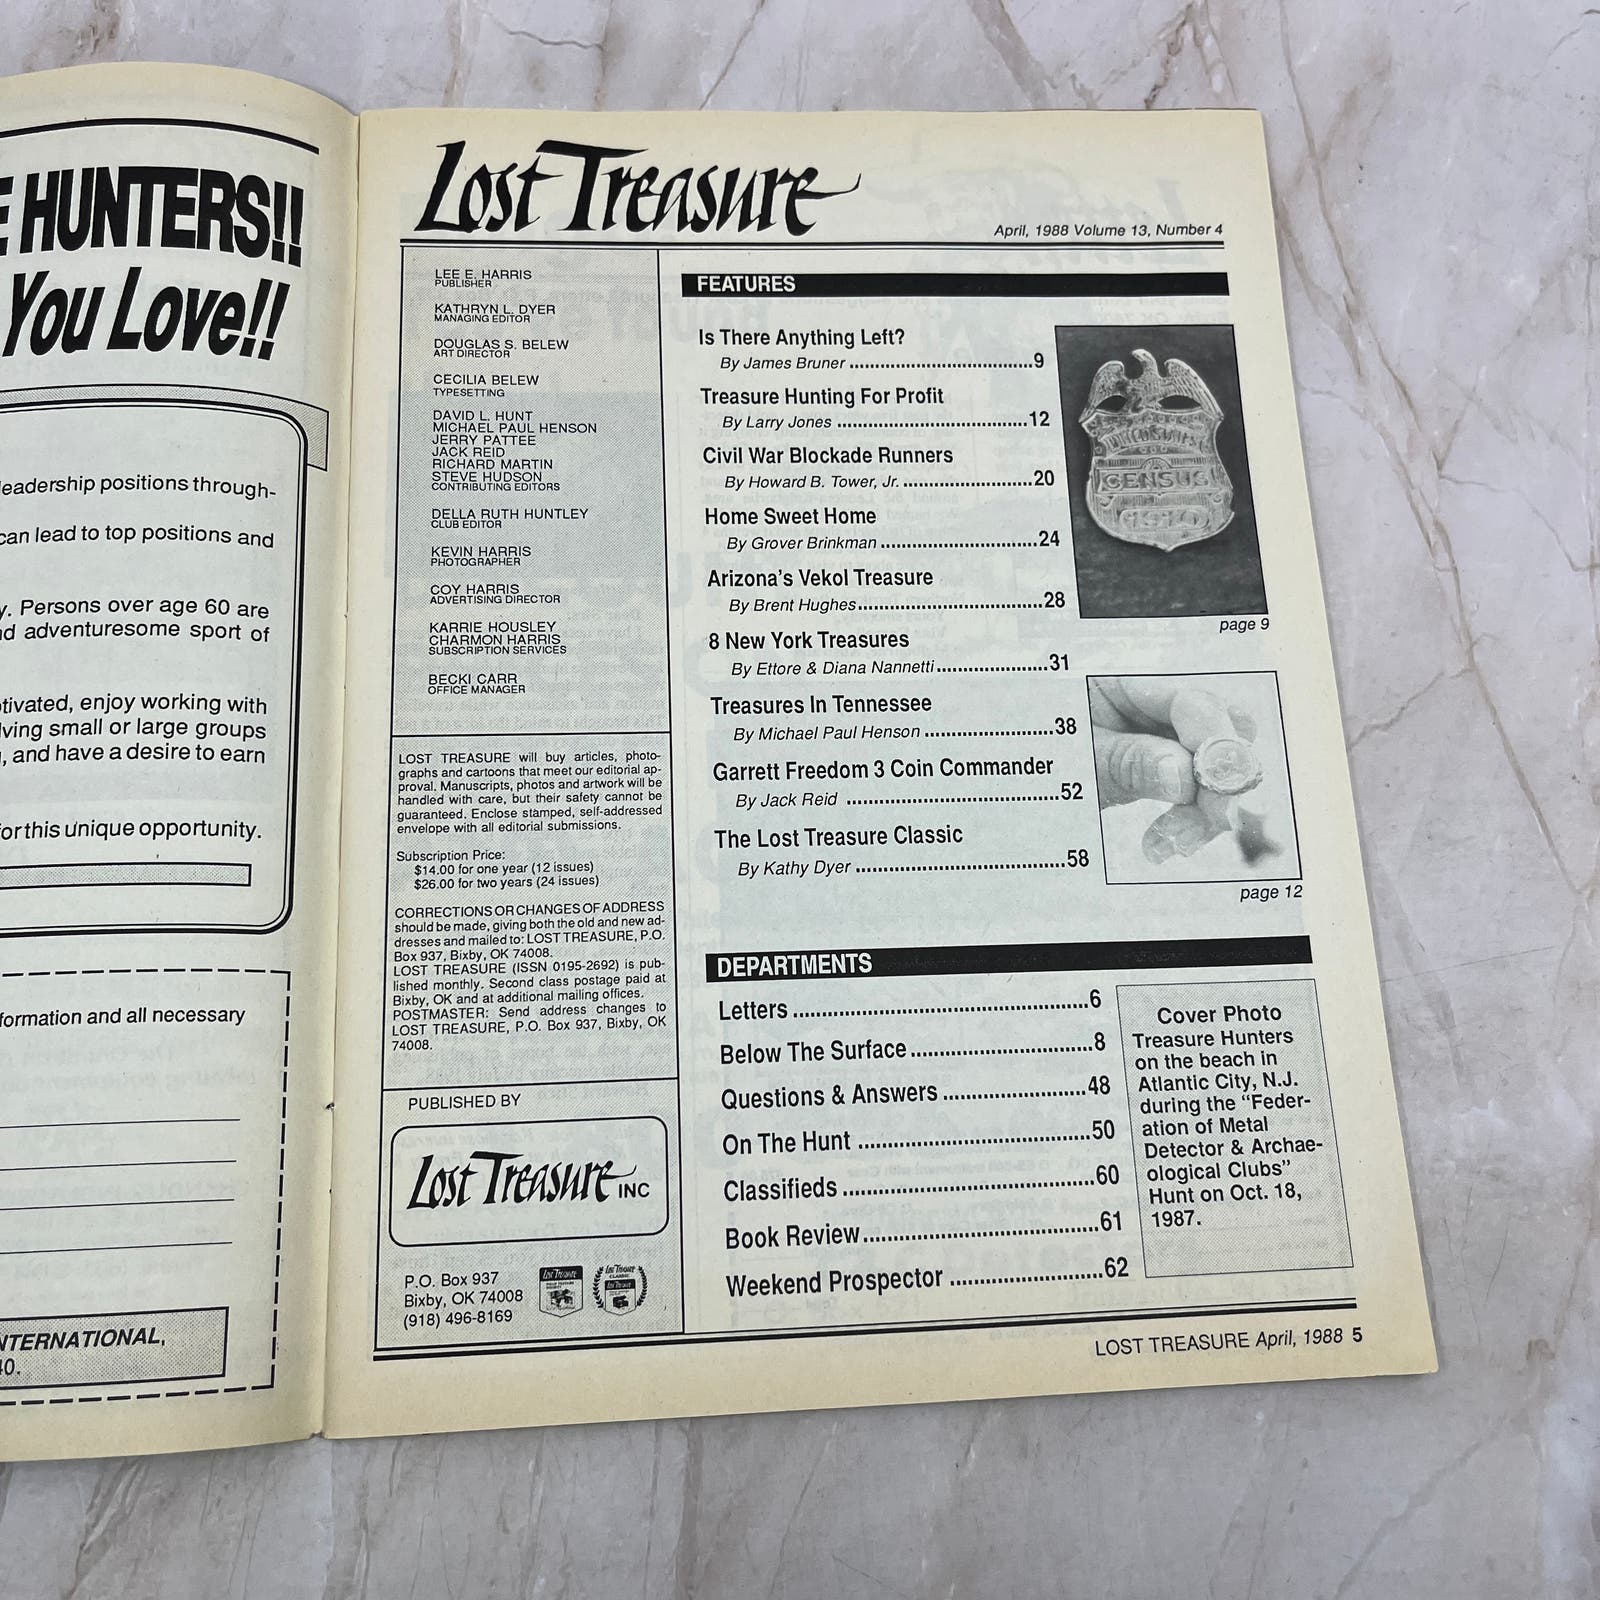 E HUNTERS!!
You Love!!
leadership positions through-
can lead to top positions and
y. Persons over age 60 are
nd adventuresome sport of
otivated, enjoy working with
lving small or large groups
, and have a desire to earn
for this unique opportunity.
formation and all necessary
NTERNATIONAL,
40.
Lost Treasure
April, 1988 Volume 13, Number 4
LEE E. HARRIS
PUBLISHER
KATHRYN L. DYER
MANAGING EDITOR
DOUGLAS S. BELEW
ART DIRECTOR
CECILIA BELEW
TYPESETTING
DAVID L. HUNT
MICHAEL PAUL HENSON
JERRY PATTEE
JACK REID
RICHARD MARTIN
STEVE HUDSON
CONTRIBUTING EDITORS
DELLA RUTH HUNTLEY
CLUB EDITOR
KEVIN HARRIS
PHOTOGRAPHER
COY HARRIS
ADVERTISING DIRECTOR
KARRIE HOUSLEY
CHARMON HARRIS
SUBSCRIPTION SERVICES
BECKI CARR
OFFICE MANAGER
LOST TREASURE will buy articles, photo-
graphs and cartoons that meet our editorial ap-
proval. Manuscripts, photos and artwork will be
handled with care, but their safety cannot be
guaranteed. Enclose stamped, self-addressed
envelope with all editorial submissions.
Subscription Price:
$14.00 for one year (12 issues)
$26.00 for two years (24 issues)
CORRECTIONS OR CHANGES OF ADDRESS
should be made, giving both the old and new ad-
dresses and mailed to: LOST TREASURE, P.O.
Box 937, Bixby, OK 74008.
LOST TREASURE (ISSN 0195-2692) is pub-
lished monthly. Second class postage paid at
Bixby, OK and at additional mailing offices.
POSTMASTER: Send address changes to
LOST TREASURE, P.O. Box 937, Bixby, OK
74008.
PUBLISHED BY
Lost Treasure INC
P.O. Box 937
Bixby, OK 74008
(918) 496-8169
FEATURES
Is There Anything Left?
By James Bruner ........ 9
Treasure Hunting For Profit
By Larry Jones ........ 12
Civil War Blockade Runners
By Howard B. Tower, Jr. ........ 20
Home Sweet Home
By Grover Brinkman ........ 24
Arizona's Vekol Treasure
By Brent Hughes ........ 28
8 New York Treasures
By Ettore & Diana Nannetti ........ 31
Treasures In Tennessee
By Michael Paul Henson ........ 38
Garrett Freedom 3 Coin Commander
By Jack Reid ........ 52
The Lost Treasure Classic
By Kathy Dyer ........ 58
UNITED STATES
CENSUS
page 9
page 12
DEPARTMENTS
Letters ........ 6
Below The Surface ........ 8
Questions & Answers ........ 48
On The Hunt ........ 50
Classifieds ........ 60
Book Review ........ 61
Weekend Prospector ........ 62
Cover Photo
Treasure Hunters
on the beach in
Atlantic City, N.J.
during the "Feder-
ation of Metal
Detector & Archae-
ological Clubs"
Hunt on Oct. 18,
1987.
LOST TREASURE April, 1988 5